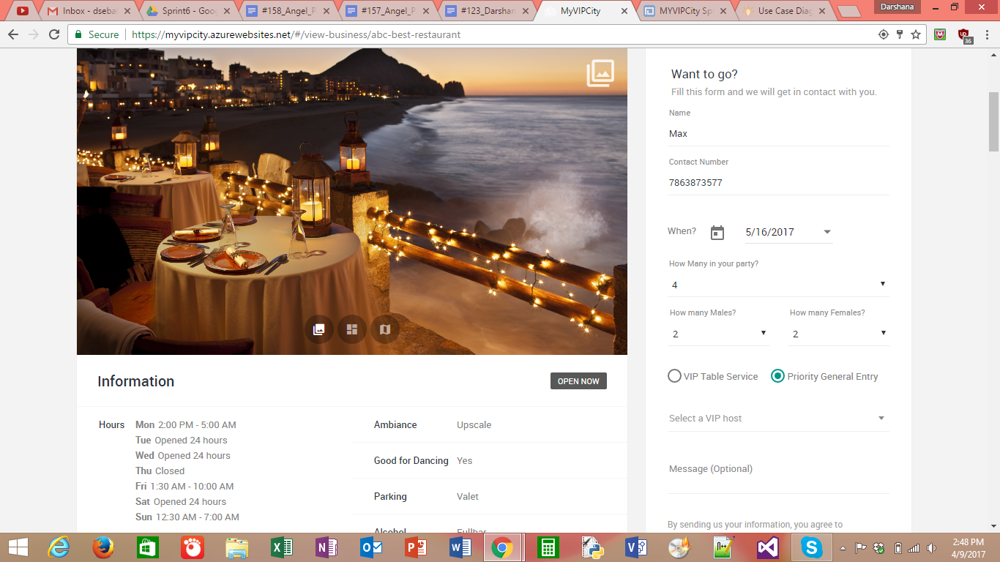 Inbox - dseba
Sprint6 - Goo
#158_Angel_P
#157_Angel_P
#123_Darshan
MyVIPCity
MYVIPCity Sp
Use Case Diag
Darshana
Secure
https://myvipcity.azurewebsites.net/#/view-business/abc-best-restaurant
36
Want to go?
Fill this form and we will get in contact with you.
Name
Max
Contact Number
7863873577
When?
5/16/2017
How Many in your party?
4
How many Males?
How many Females?
2
2
VIP Table Service
Priority General Entry
Select a VIP host
Message (Optional)
By sending us your information, you agree to
Information
OPEN NOW
Hours
Mon 2:00 PM - 5:00 AM
Tue Opened 24 hours
Wed Opened 24 hours
Thu Closed
Fri 1:30 AM - 10:00 AM
Sat Opened 24 hours
Sun 12:30 AM - 7:00 AM
Ambiance Upscale
Good for Dancing Yes
Parking Valet
Alcohol Fullbar
2:48 PM
4/9/2017